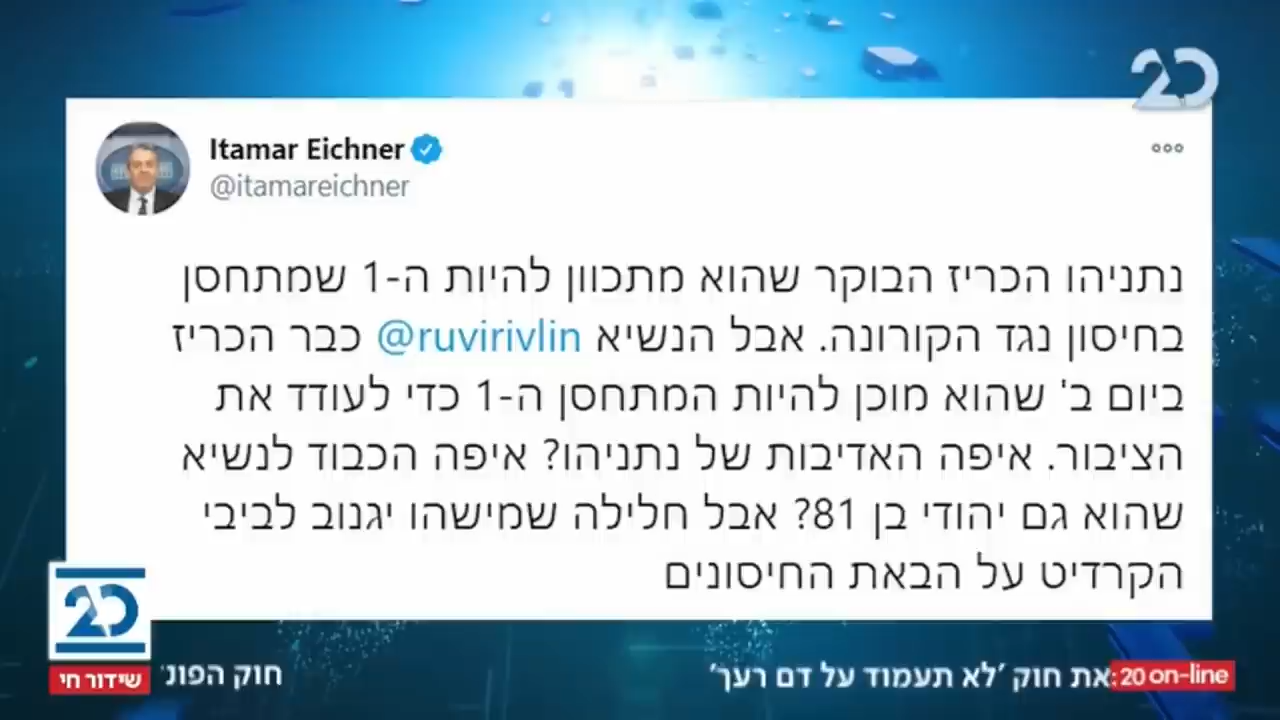 20
Itamar Eichner
@itamareichner
נתניהו הכריז הבוקר שהוא מתכוון להיות ה-1 שמתחסן
בחיסון נגד הקורונה. אבל הנשיא @ruvirivlin כבר הכריז
ביום ב' שהוא מוכן להיות המתחסן ה-1 כדי לעודד את
הציבור. איפה האדיבות של נתניהו? איפה הכבוד לנשיא
שהוא גם יהודי בן 81? אבל חלילה שמישהו יגנוב לביבי
הקרדיט על הבאת החיסונים
20
שידור חי
20 on-line
את חוק 'לא תעמוד על דם רעך'
חוק הפונ